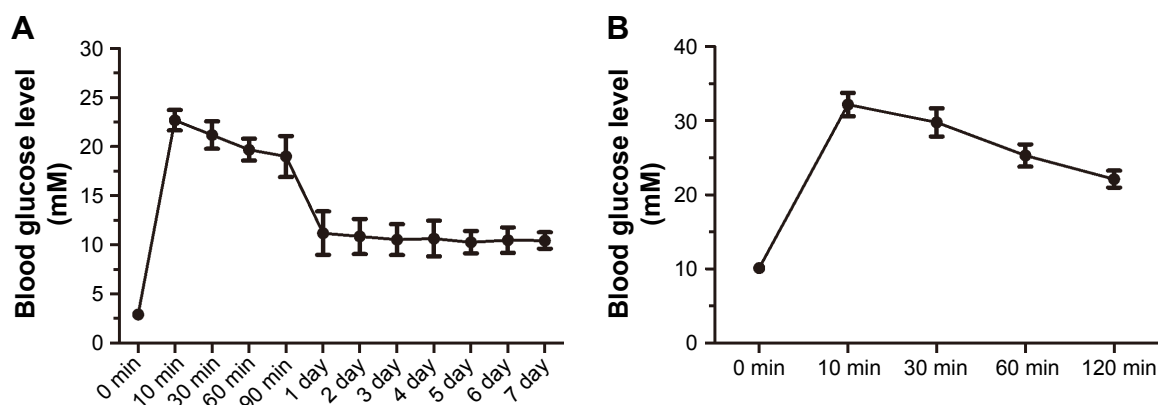 A
B
Blood glucose level
(mM)
30
25
20
15
10
5
0
0 min
10 min
30 min
60 min
90 min
1 day
2 day
3 day
4 day
5 day
6 day
7 day
Blood glucose level
(mM)
40
30
20
10
0
0 min
10 min
30 min
60 min
120 min